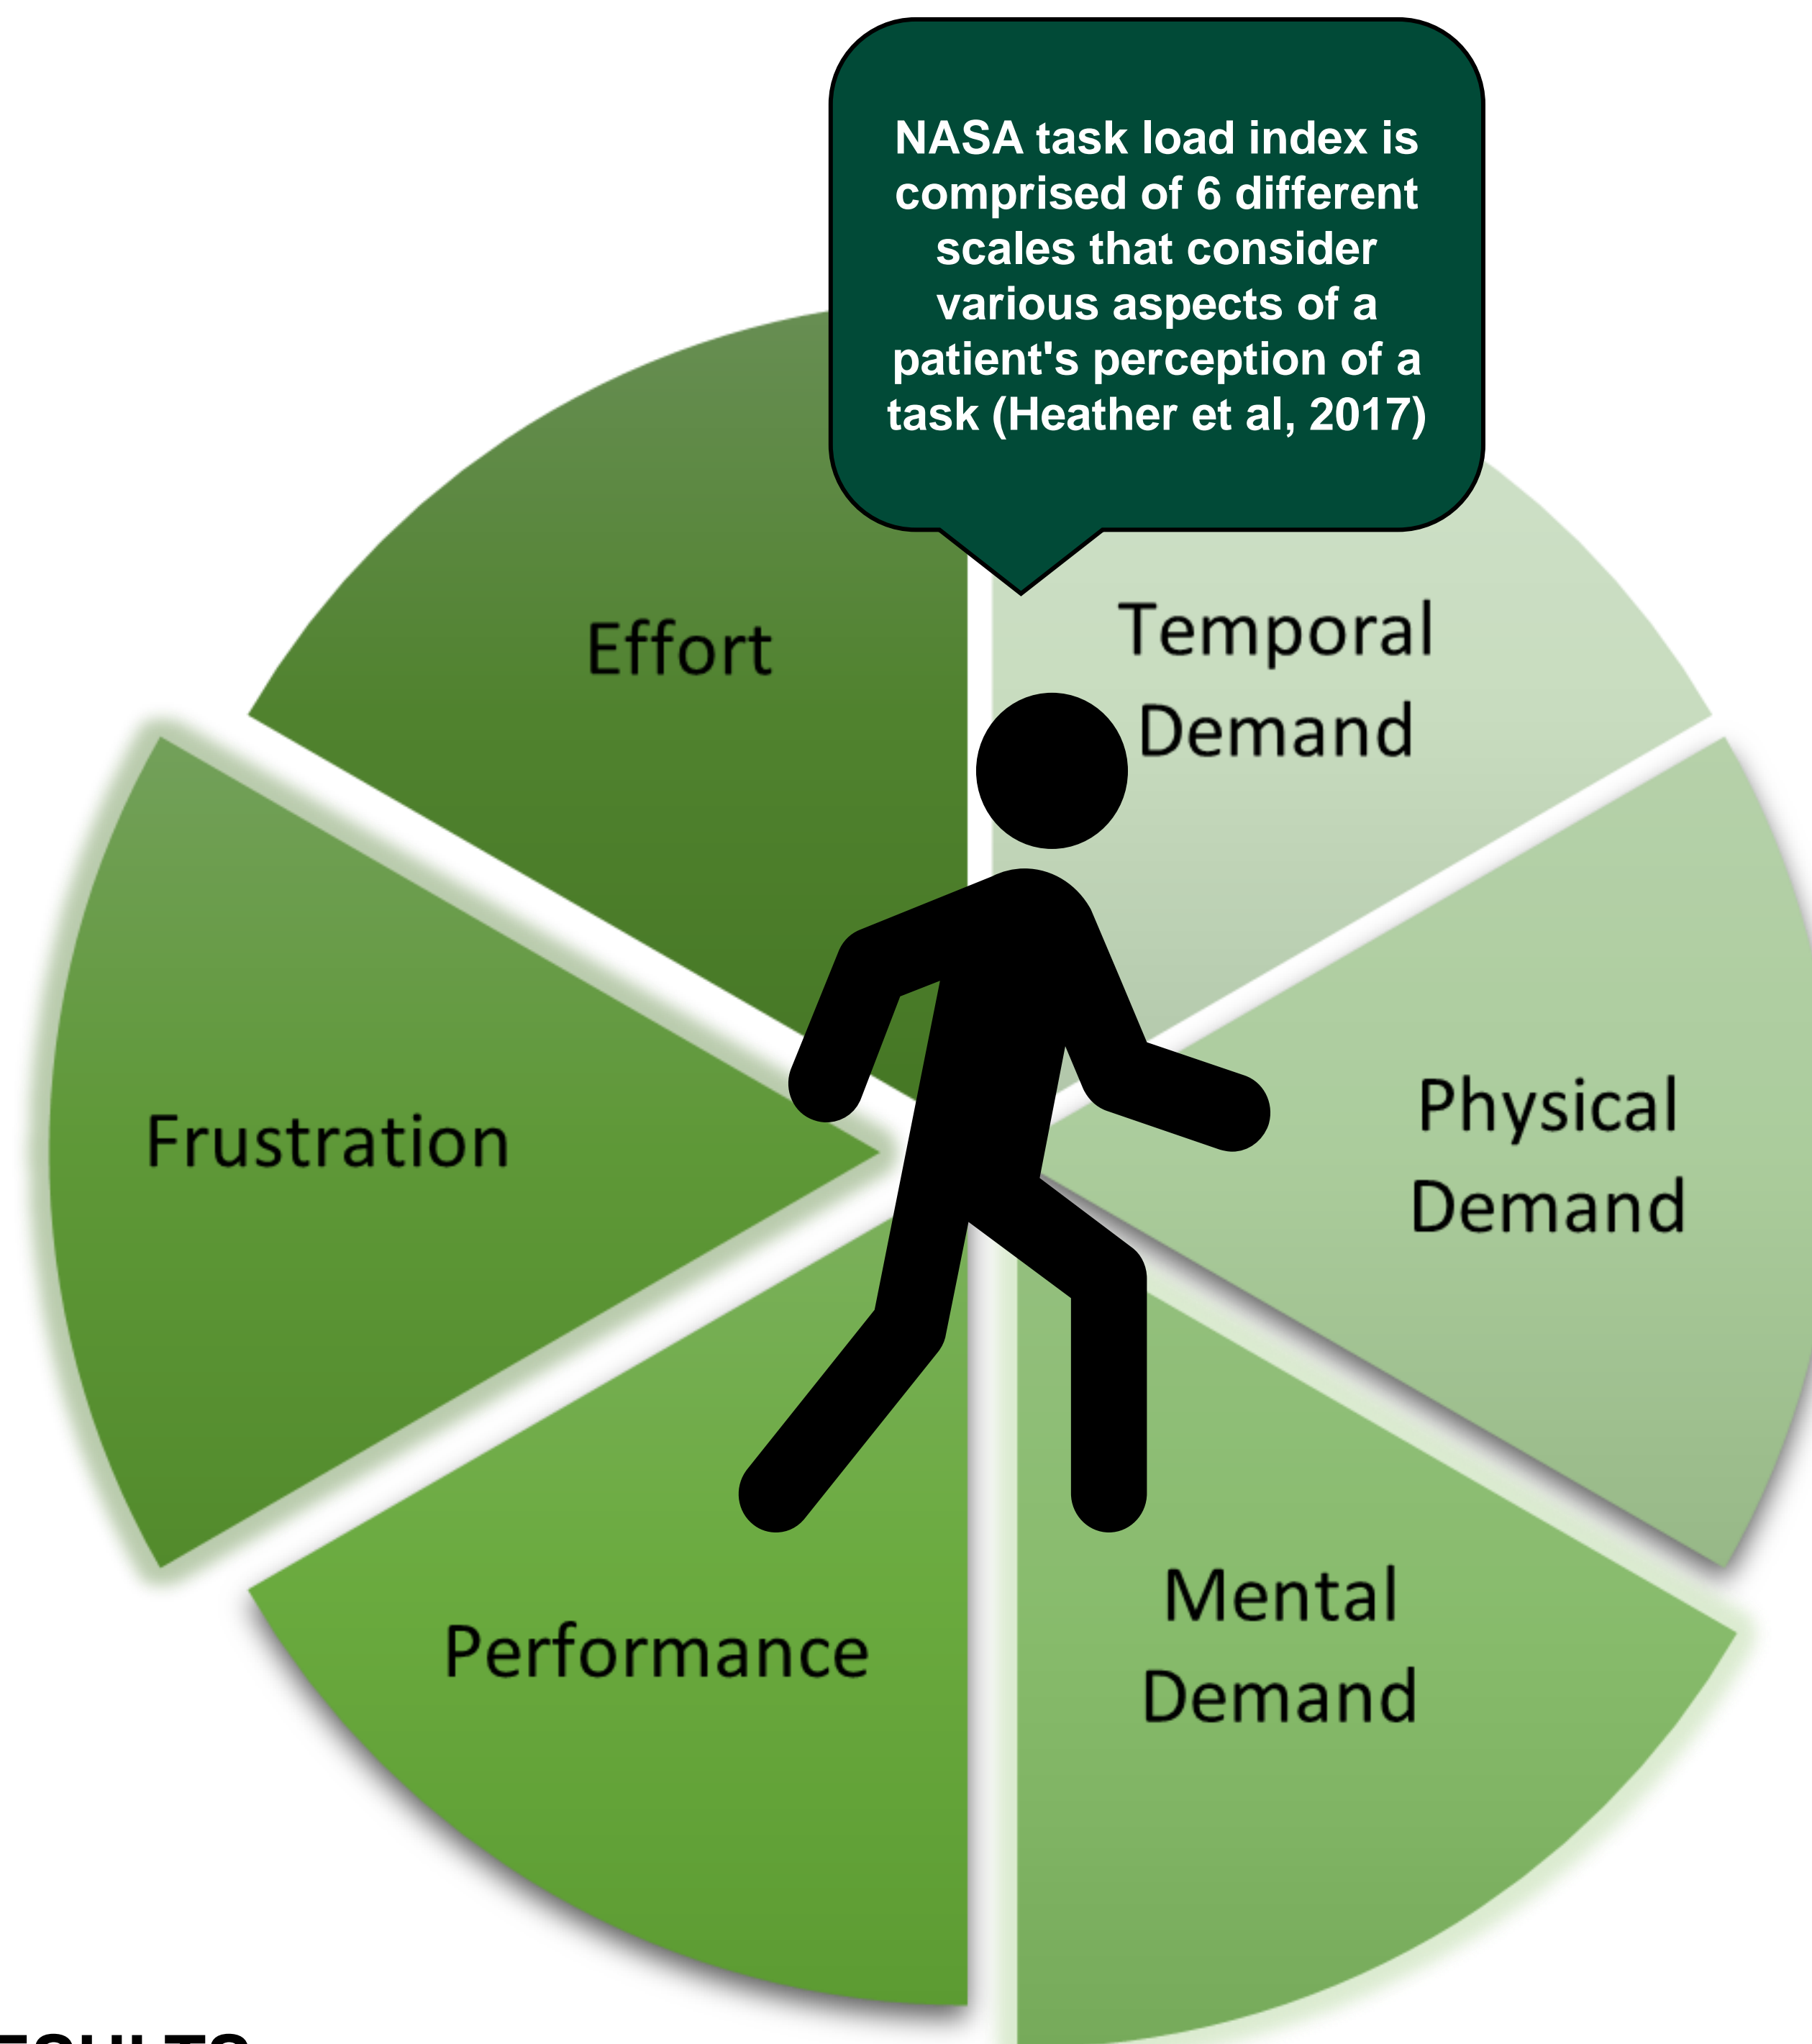 NASA task load index is
comprised of 6 different
scales that consider
various aspects of a
patient's perception of a
task (Heather et al, 2017)
Effort
Temporal
Demand
Frustration
Physical
Demand
Performance
Mental
Demand